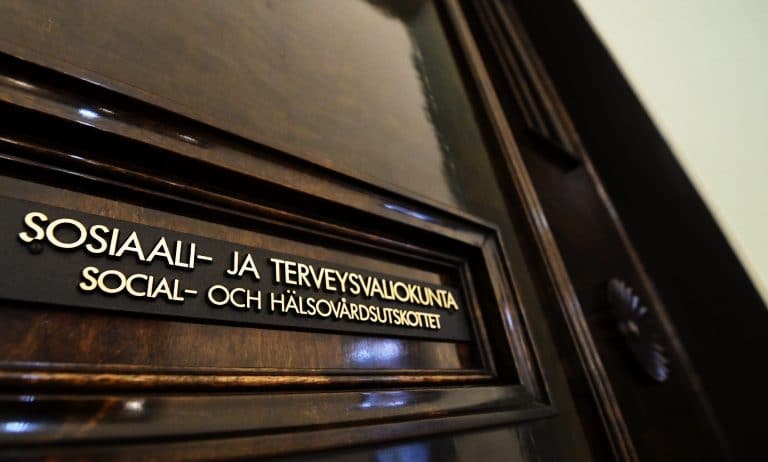 SOSIAALI- JA TERVEYSVALIOKUNTA
SOCIAL- OCH HÄLSOVÅRDSUTSKOTTET